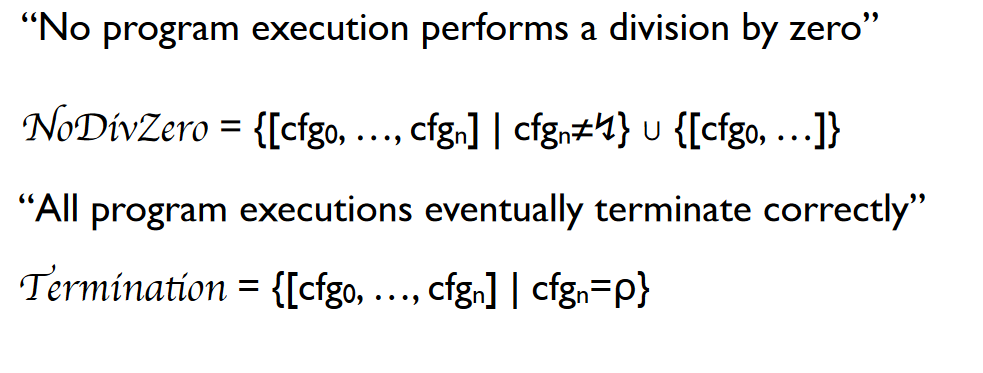 “No program execution performs a division by zero”
NoDivZero = {[cfg₀, …, cfgₙ] | cfgₙ≠↯} ∪ {[cfg₀, …]}
“All program executions eventually terminate correctly”
Termination = {[cfg₀, …, cfgₙ] | cfgₙ=ρ}